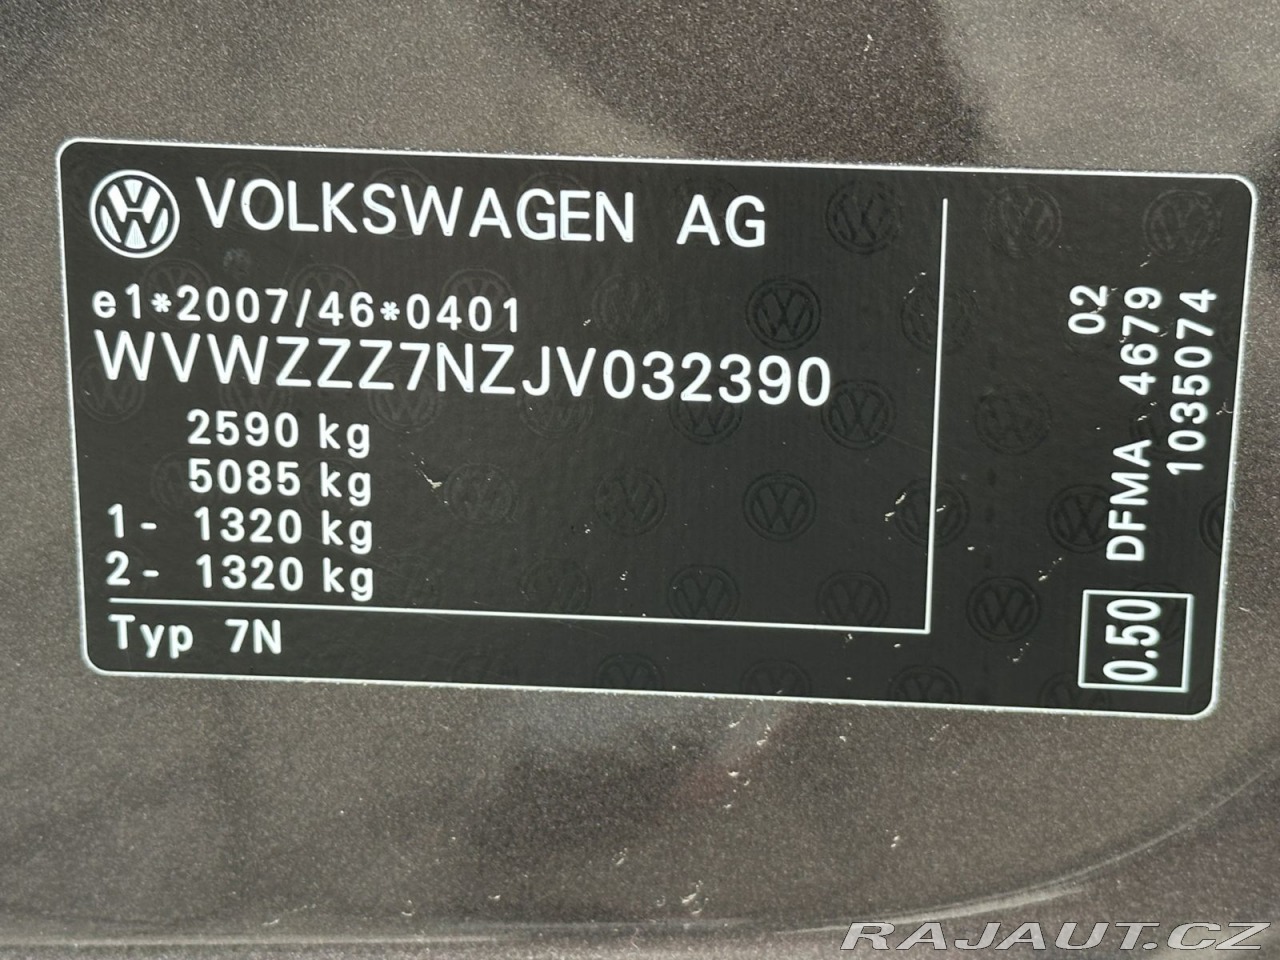 VOLKSWAGEN AG
e1*2007/46*0401
WVWZZZ7NZJV032390
2590 kg
5085 kg
1- 1320 kg
2- 1320 kg
Typ 7N
02
DFMA 4679
1035074
0.50
RAJAUT.CZ